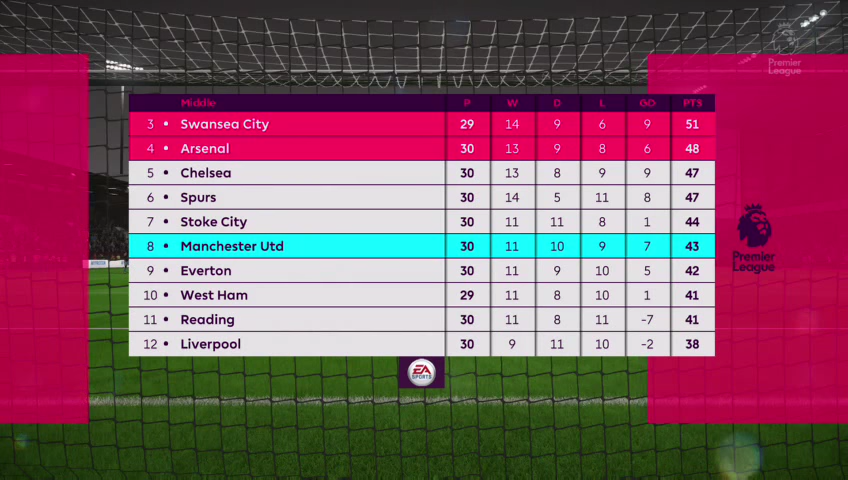 Premier
League
Middle P W D L GD PTS
3 • Swansea City 29 14 9 6 9 51
4 • Arsenal 30 13 9 8 6 48
5 • Chelsea 30 13 8 9 9 47
6 • Spurs 30 14 5 11 8 47
7 • Stoke City 30 11 11 8 1 44
8 • Manchester Utd 30 11 10 9 7 43
9 • Everton 30 11 9 10 5 42
10 • West Ham 29 11 8 10 1 41
11 • Reading 30 11 8 11 -7 41
12 • Liverpool 30 9 11 10 -2 38
Premier
League
EA
SPORTS